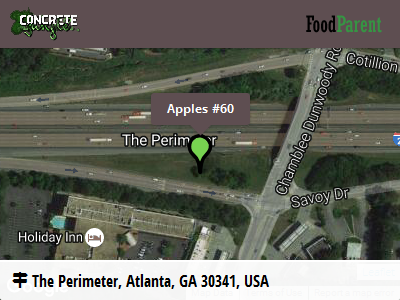 CONCRETE
Jungle
FoodParent
Cotillion
Chamblee Dunwoody Rd
Apples #60
The Perimeter
Savoy Dr
Holiday Inn
The Perimeter, Atlanta, GA 30341, USA